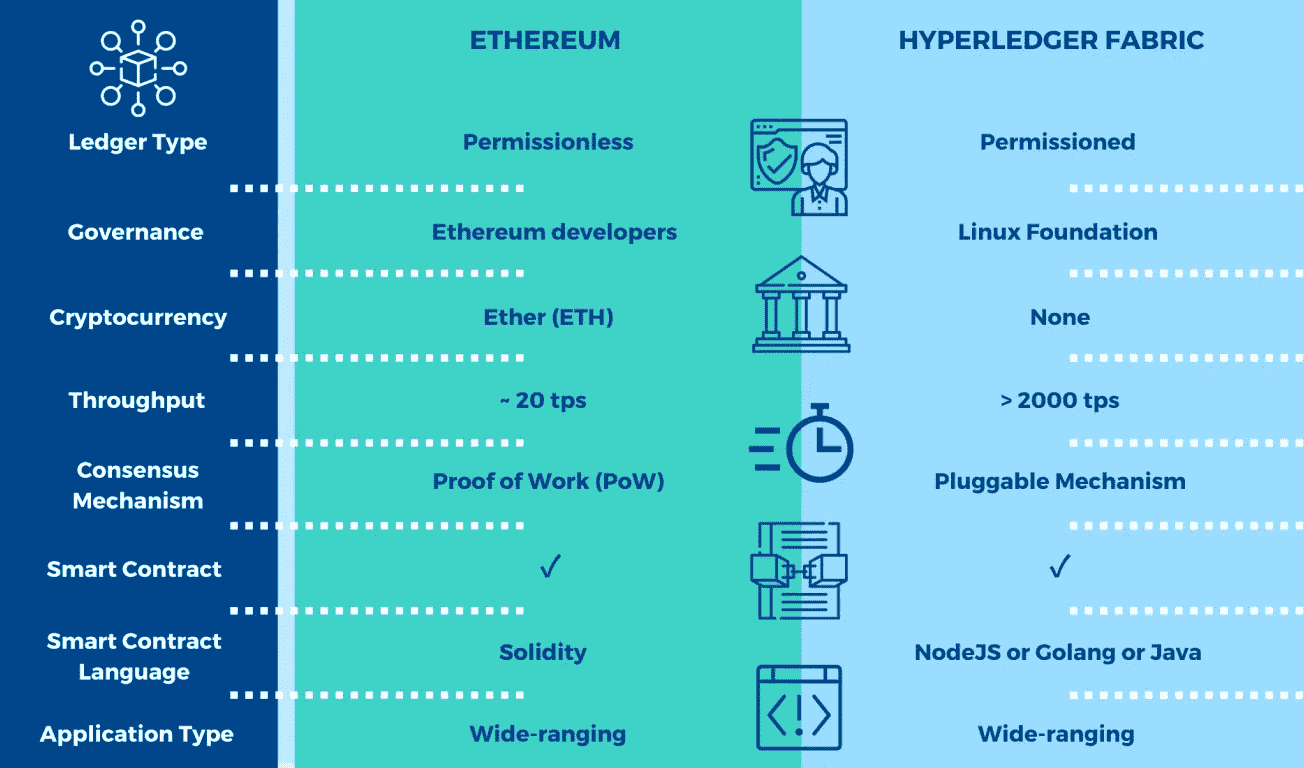 ETHEREUM
HYPERLEDGER FABRIC
Ledger Type
Permissionless
Permissioned
Governance
Ethereum developers
Linux Foundation
Cryptocurrency
Ether (ETH)
None
Throughput
~ 20 tps
> 2000 tps
Consensus
Mechanism
Proof of Work (PoW)
Pluggable Mechanism
Smart Contract
✓
✓
Smart Contract
Language
Solidity
NodeJS or Golang or Java
Application Type
Wide-ranging
Wide-ranging